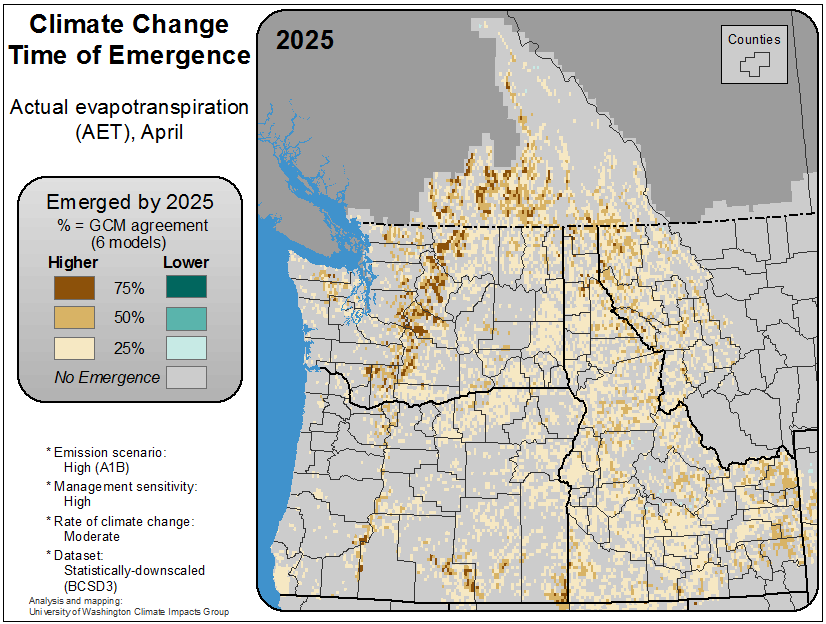 Climate Change
Time of Emergence
Actual evapotranspiration
(AET), April
Emerged by 2025
% = GCM agreement
(6 models)
Higher Lower
75%
50%
25%
No Emergence
* Emission scenario:
High (A1B)
* Management sensitivity:
High
* Rate of climate change:
Moderate
* Dataset:
Statistically-downscaled
(BCSD3)
Analysis and mapping:
University of Washington Climate Impacts Group
2025
Counties